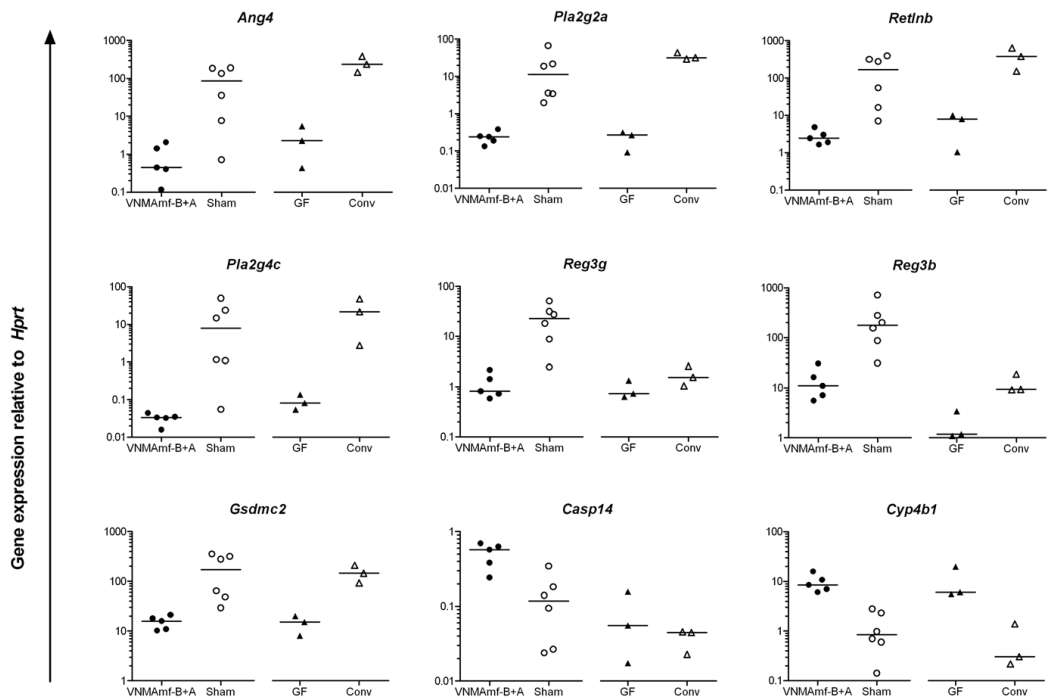 Gene expression relative to Hprt
Ang4
1000
100
10
1
0.1
VNMAmf-B+A Sham GF Conv
Pla2g2a
100
10
1
0.1
0.01
VNMAmf-B+A Sham GF Conv
Retlnb
1000
100
10
1
0.1
VNMAmf-B+A Sham GF Conv
Pla2g4c
100
10
1
0.1
0.01
VNMAmf-B+A Sham GF Conv
Reg3g
100
10
1
0.1
VNMAmf-B+A Sham GF Conv
Reg3b
1000
100
10
1
VNMAmf-B+A Sham GF Conv
Gsdmc2
1000
100
10
1
VNMAmf-B+A Sham GF Conv
Casp14
1
0.1
0.01
VNMAmf-B+A Sham GF Conv
Cyp4b1
100
10
1
0.1
VNMAmf-B+A Sham GF Conv